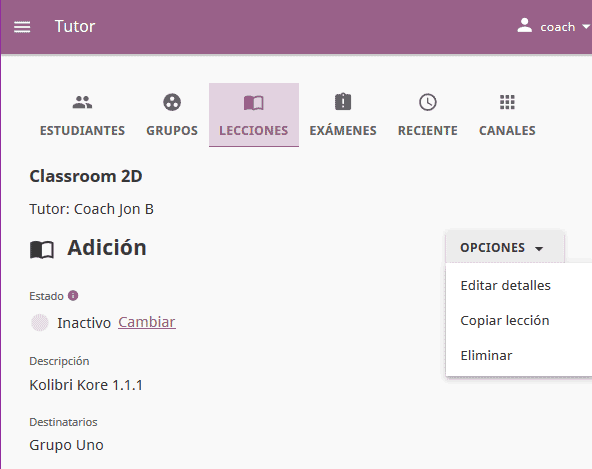 Tutor
coach
ESTUDIANTES GRUPOS LECCIONES EXÁMENES RECIENTE CANALES
Classroom 2D
Tutor: Coach Jon B
Adición
OPCIONES
Editar detalles
Copiar lección
Eliminar
Estado
Inactivo Cambiar
Descripción
Kolibri Kore 1.1.1
Destinatarios
Grupo Uno